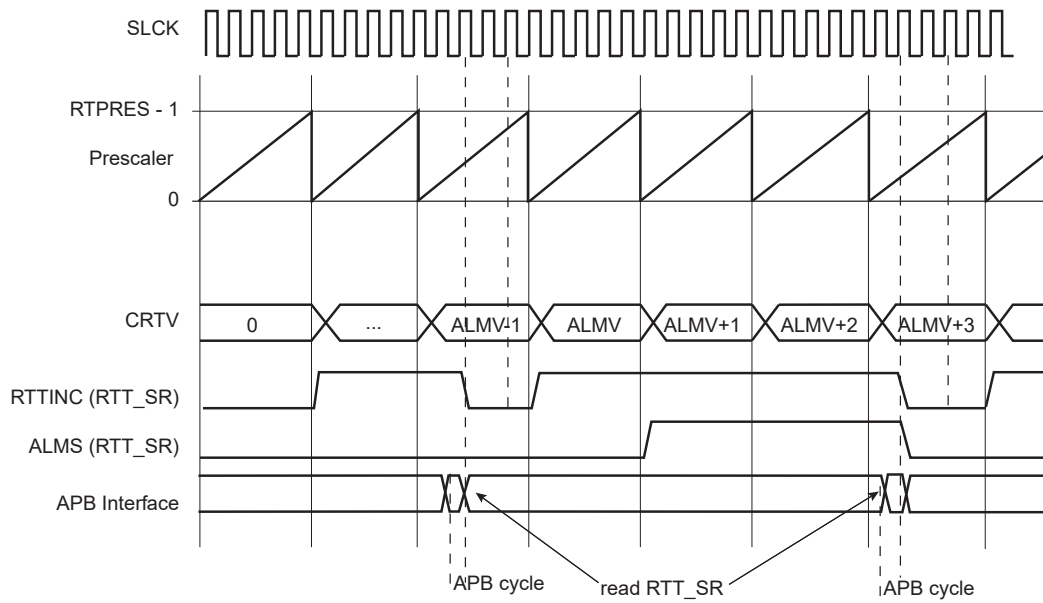 SLCK
RTPRES - 1
Prescaler
0
CRTV
0
...
ALMV-1
ALMV
ALMV+1
ALMV+2
ALMV+3
RTTINC (RTT_SR)
ALMS (RTT_SR)
APB Interface
APB cycle
read RTT_SR
APB cycle